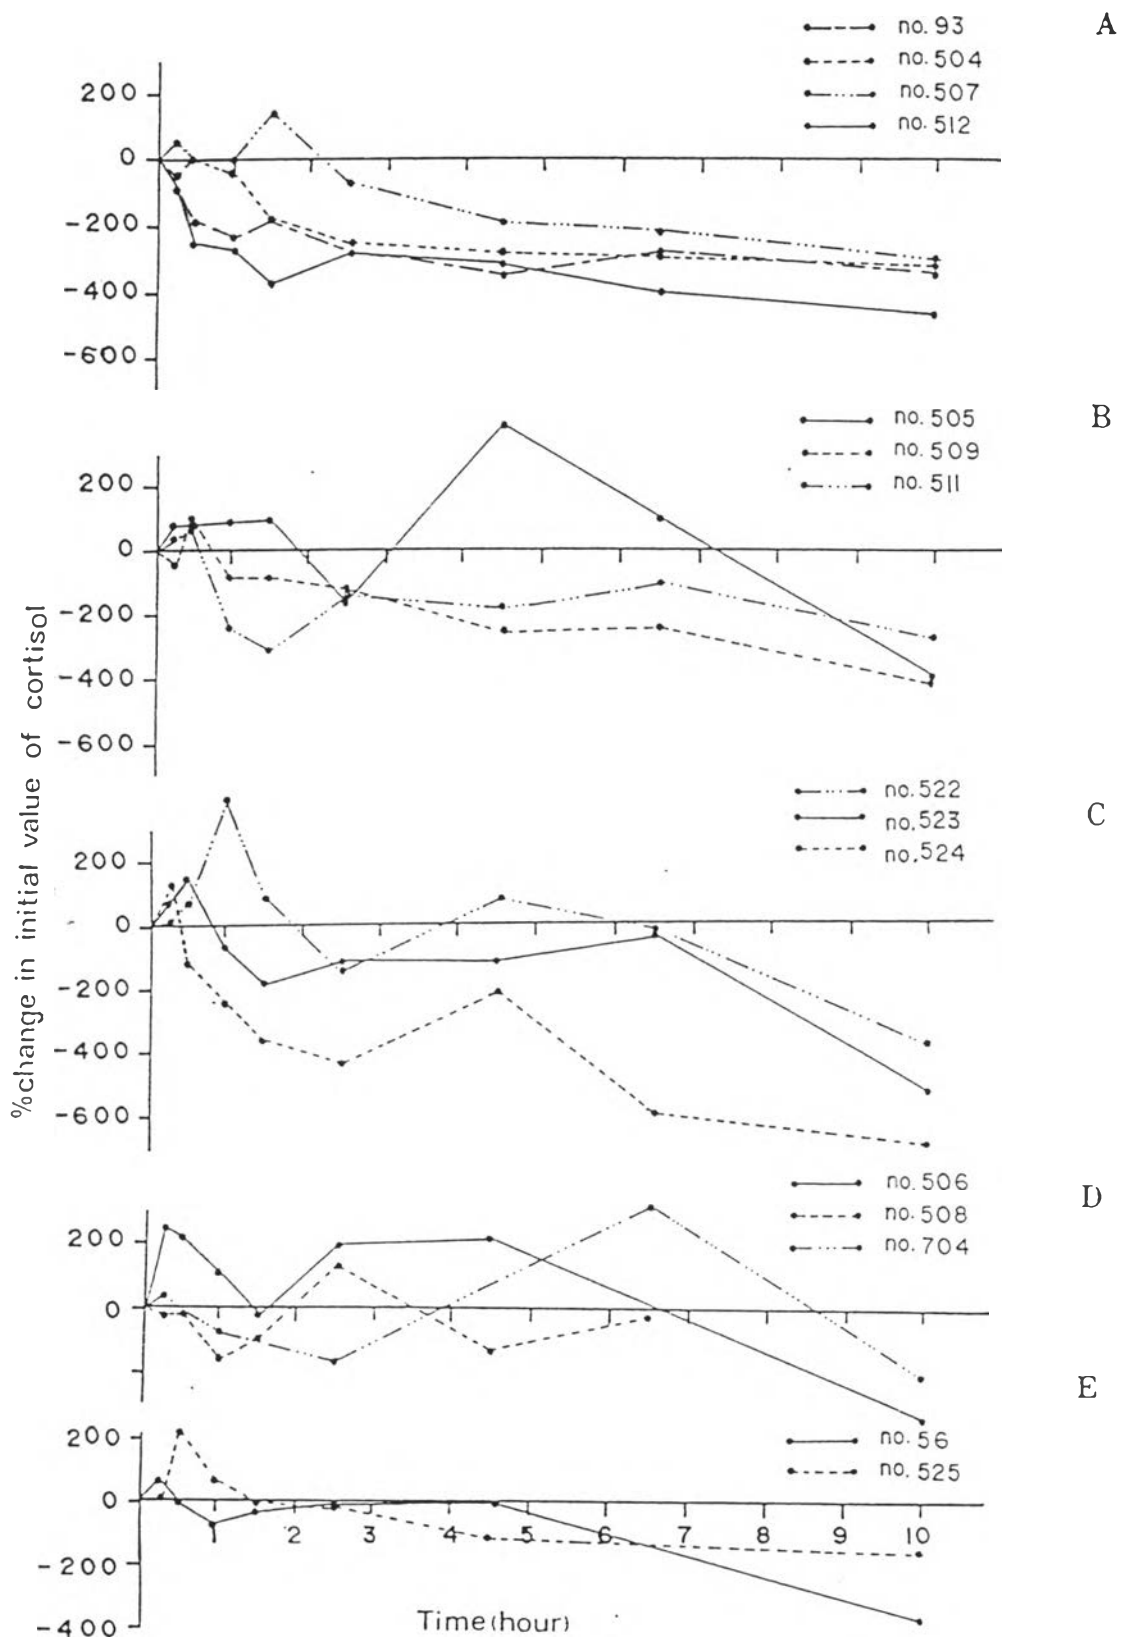 A
no. 93
no. 504
no. 507
no. 512
200
0
-200
-400
-600
B
no. 505
no. 509
no. 511
200
0
-200
-400
-600
%change in initial value of cortisol
C
no. 522
no. 523
no. 524
200
0
-200
-400
-600
D
no. 506
no. 508
no. 704
200
0
E
no. 56
no. 525
200
0
-200
-400
1 2 3 4 5 6 7 8 9 10
Time(hour)